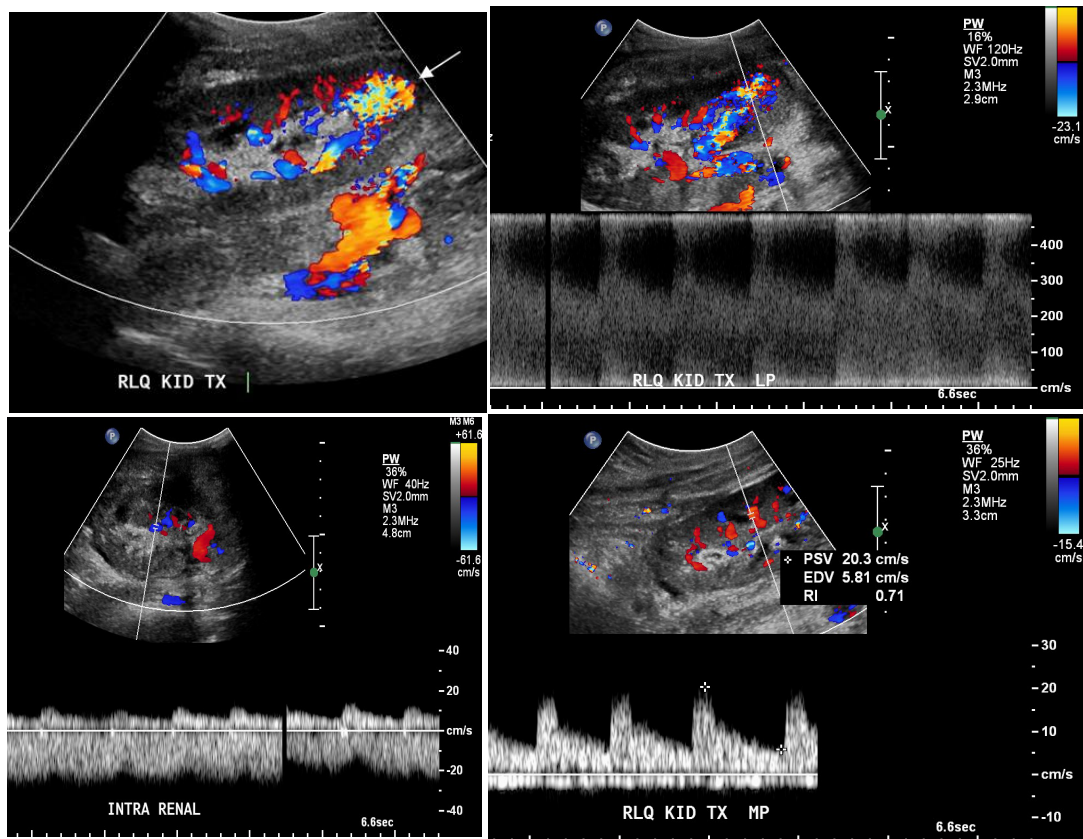 RLQ KID TX
P
PW
16%
WF 120Hz
SV2.0mm
M3
2.3MHz
2.9cm
-23.1
cm/s
X
400
300
200
100
cm/s
RLQ KID TX LP
6.6sec
P
M3 M6
+61.6
PW
36%
WF 40Hz
SV2.0mm
M3
2.3MHz
4.8cm
-61.6
cm/s
X
40
20
cm/s
-20
-40
INTRA RENAL
6.6sec
P
PW
36%
WF 25Hz
SV2.0mm
M3
2.3MHz
3.3cm
-15.4
cm/s
X
PSV 20.3 cm/s
EDV 5.81 cm/s
RI 0.71
30
20
10
cm/s
-10
RLQ KID TX MP
6.6sec